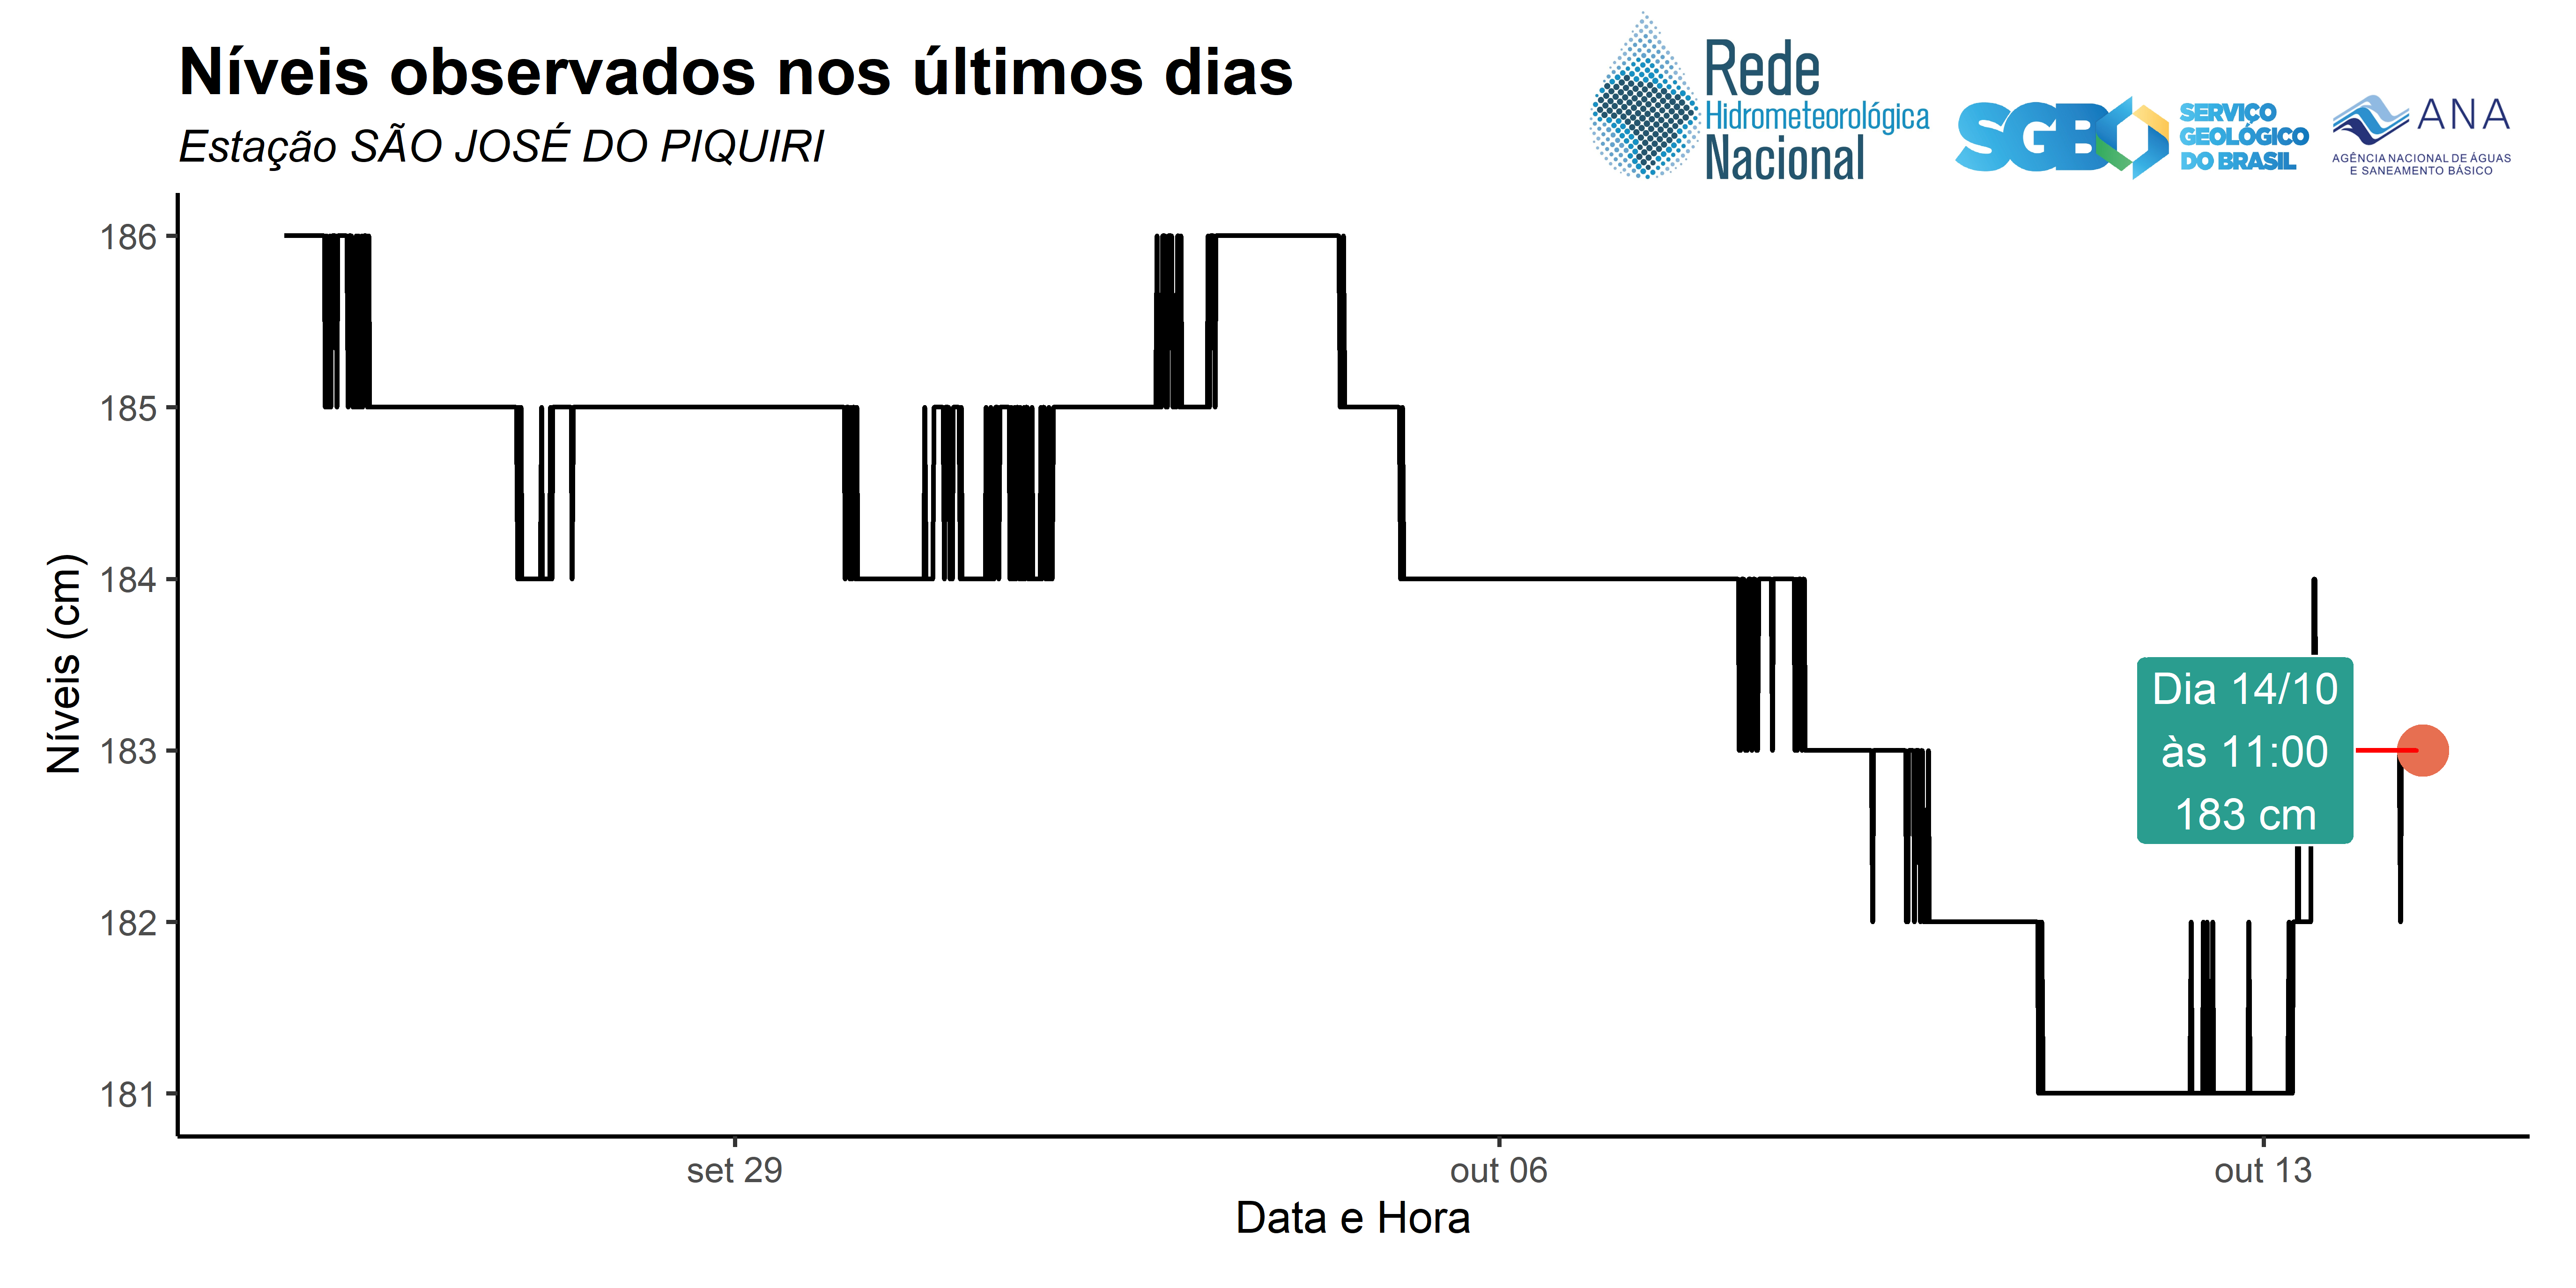 Níveis observados nos últimos dias
Estação SÃO JOSÉ DO PIQUIRI
Rede
Hidrometeorológica
Nacional
SGB
SERVIÇO
GEOLÓGICO
DO BRASIL
ANA
AGÊNCIA NACIONAL DE ÁGUAS
E SANEAMENTO BÁSICO
Níveis (cm)
186
185
184
183
182
181
Dia 14/10
às 11:00
183 cm
set 29
out 06
out 13
Data e Hora